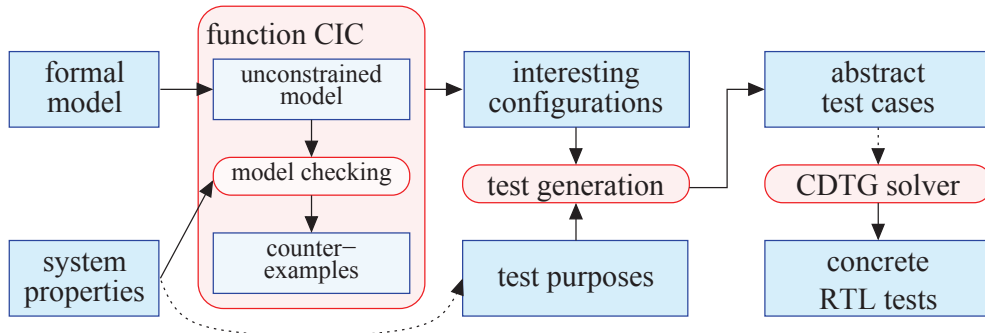 function CIC
formal
model
unconstrained
model
interesting
configurations
abstract
test cases
model checking
test generation
CDTG solver
system
properties
counter−
examples
test purposes
concrete
RTL tests